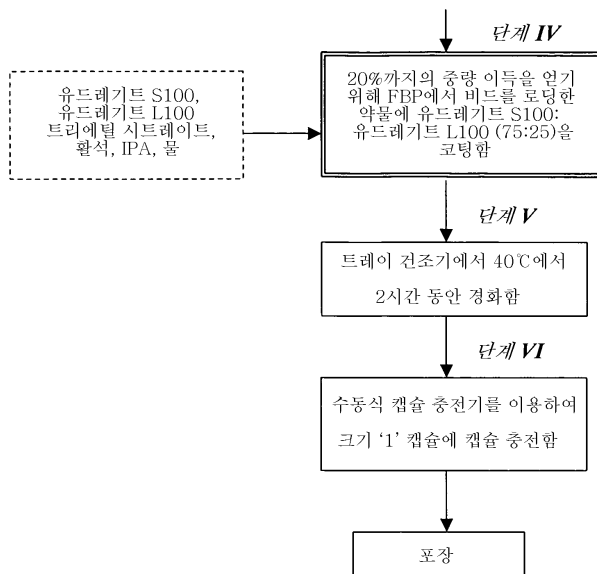 단계 IV
유드레기트 S100,
유드레기트 L100
트리에틸 시트레이트,
활석, IPA, 물
20%까지의 중량 이득을 얻기
위해 FBP에서 비드를 로딩한
약물에 유드레기트 S100:
유드레기트 L100 (75:25)을
코팅함
단계 V
트레이 건조기에서 40℃에서
2시간 동안 경화함
단계 VI
수동식 캡슐 충전기를 이용하여
크기 ‘1’ 캡슐에 캡슐 충전함
포장